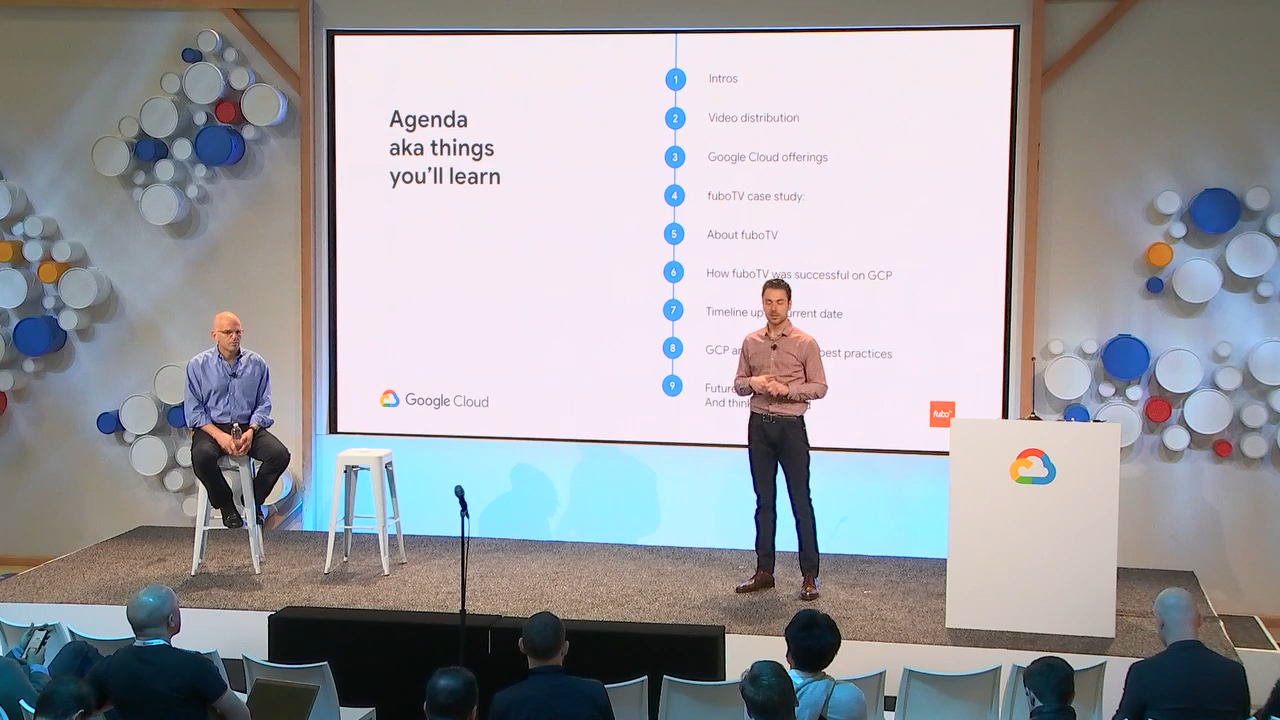 Agenda
aka things
you'll learn
1 Intros
2 Video distribution
3 Google Cloud offerings
4 fuboTV case study:
5 About fuboTV
6 How fuboTV was successful on GCP
7 Timeline up current date
8 GCP best practices
9 Future
And
Google Cloud
fubo